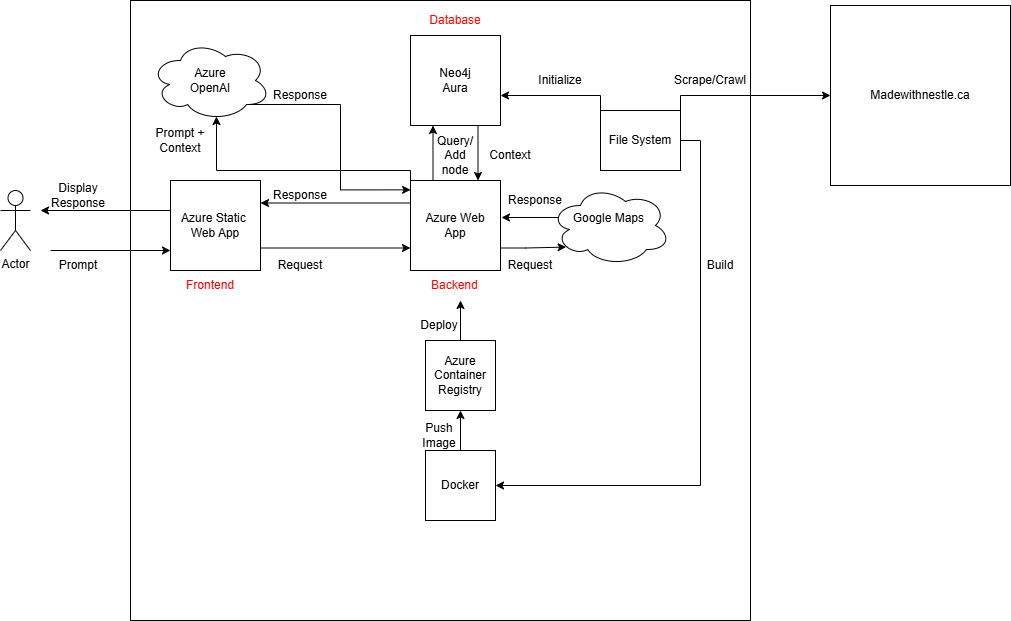 Database
Neo4j
Aura
Azure
OpenAI
Response
Prompt +
Context
Initialize
Scrape/Crawl
Madewithnestle.ca
File System
Query/
Add
node
Context
Display
Response
Actor
Prompt
Azure Static
Web App
Frontend
Response
Request
Azure Web
App
Backend
Response
Request
Google Maps
Build
Deploy
Azure
Container
Registry
Push
Image
Docker